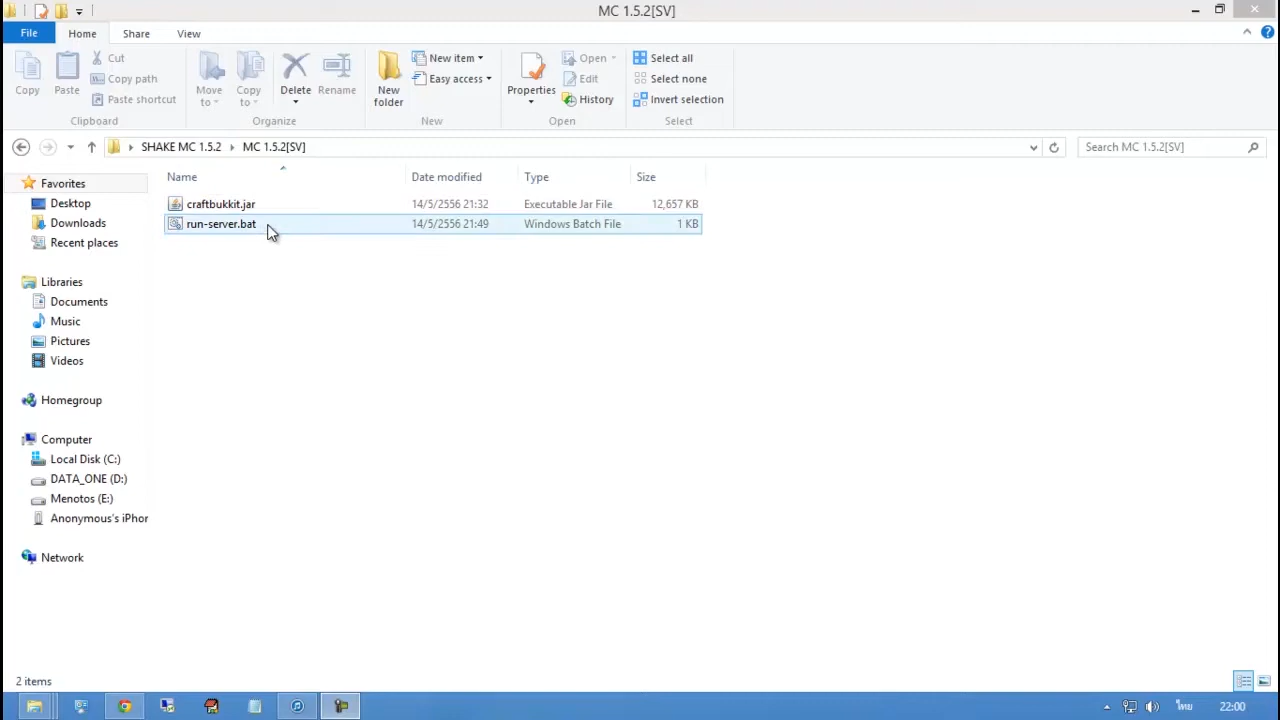 MC 1.5.2[SV]
File Home Share View
Copy
Paste
Cut
Copy path
Paste shortcut
Clipboard
Move to
Copy to
Delete
Rename
Organize
New folder
New item
Easy access
New
Properties
Open
Edit
History
Open
Select all
Select none
Invert selection
Select
SHAKE MC 1.5.2 MC 1.5.2[SV]
Search MC 1.5.2[SV]
Name Date modified Type Size
craftbukkit.jar 14/5/2556 21:32 Executable Jar File 12,657 KB
run-server.bat 14/5/2556 21:49 Windows Batch File 1 KB
Favorites
Desktop
Downloads
Recent places
Libraries
Documents
Music
Pictures
Videos
Homegroup
Computer
Local Disk (C:)
DATA_ONE (D:)
Menotos (E:)
Anonymous's iPhor
Network
2 items
ไทย 22:00